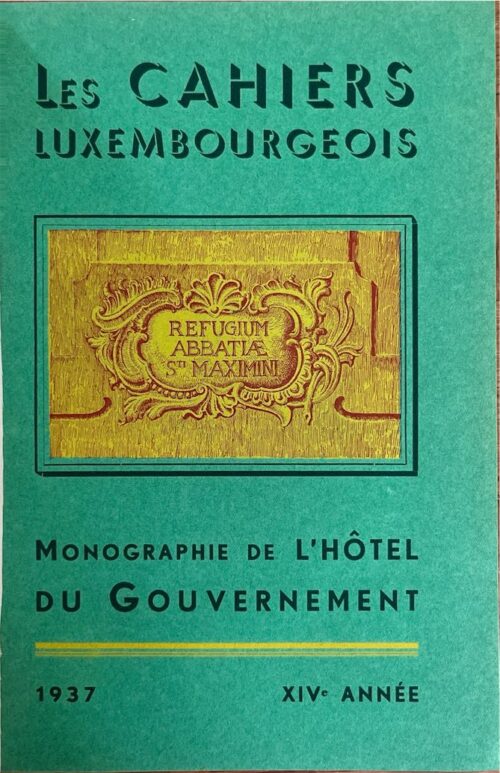 Les CAHIERS
LUXEMBOURGEOIS
REFUGIUM
ABBATIÆ
Sᵀᴵ MAXIMINI
Monographie de L'Hôtel
du Gouvernement
1937 XIVe ANNÉE